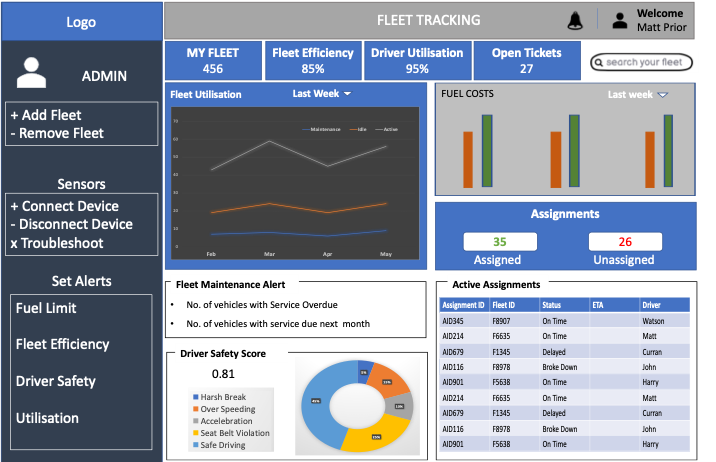 Logo
FLEET TRACKING
Welcome
Matt Prior
ADMIN
+ Add Fleet
- Remove Fleet
Sensors
+ Connect Device
- Disconnect Device
x Troubleshoot
Set Alerts
Fuel Limit
Fleet Efficiency
Driver Safety
Utilisation
MY FLEET
456
Fleet Efficiency
85%
Driver Utilisation
95%
Open Tickets
27
search your fleet
Fleet Utilisation
Last Week
Maintenance Idle Active
70
60
50
40
30
20
10
0
Feb Mar Apr May
FUEL COSTS
Last week
Assignments
35
Assigned
26
Unassigned
Fleet Maintenance Alert
• No. of vehicles with Service Overdue
• No. of vehicles with service due next month
Driver Safety Score
0.81
Harsh Break
Over Speeding
Acceleration
Seat Belt Violation
Safe Driving
5%
15%
10%
25%
45%
Active Assignments
Assignment ID Fleet ID Status ETA Driver
AID345 F8907 On Time Watson
AID214 F6635 On Time Matt
AID679 F1345 Delayed Curran
AID116 F8978 Broke Down John
AID901 F5638 On Time Harry
AID214 F6635 On Time Matt
AID679 F1345 Delayed Curran
AID116 F8978 Broke Down John
AID901 F5638 On Time Harry